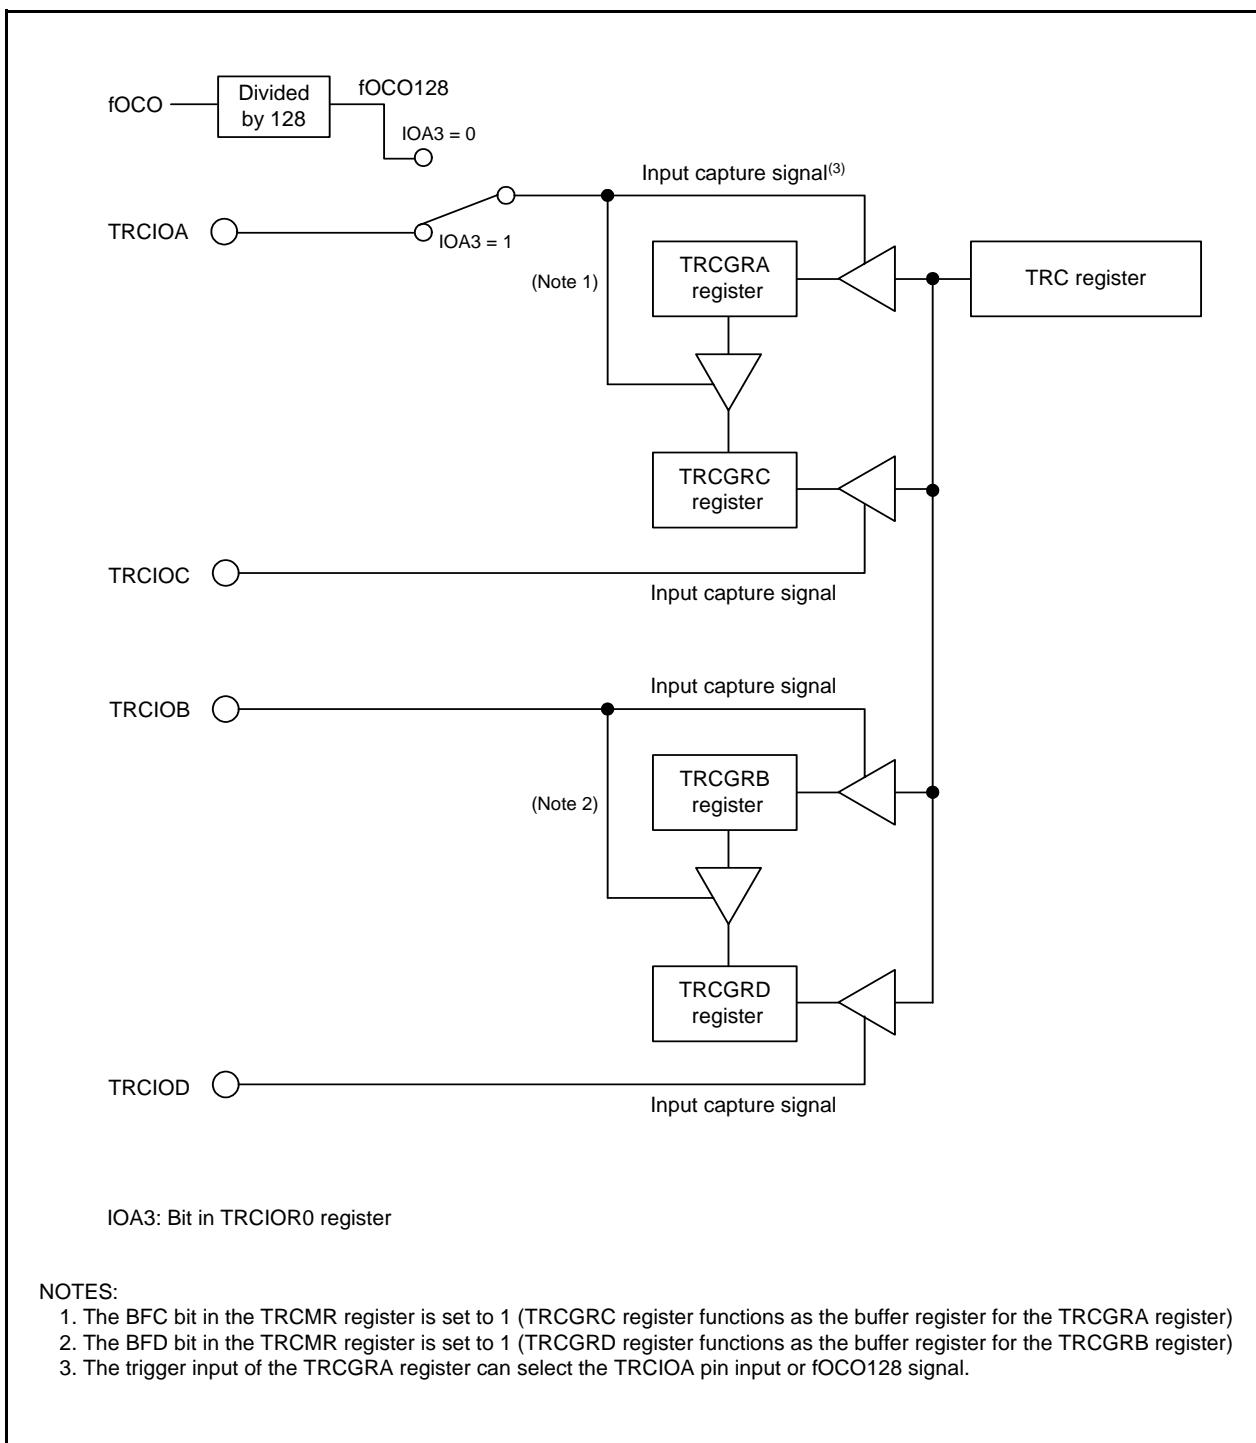 fOCO
Divided
by 128
fOCO128
IOA3 = 0
Input capture signal(3)
TRCIOA
IOA3 = 1
(Note 1)
TRCGRA
register
TRC register
TRCGRC
register
TRCIOC
Input capture signal
Input capture signal
TRCIOB
(Note 2)
TRCGRB
register
TRCGRD
register
TRCIOD
Input capture signal
IOA3: Bit in TRCIOR0 register
NOTES:
1. The BFC bit in the TRCMR register is set to 1 (TRCGRC register functions as the buffer register for the TRCGRA register)
2. The BFD bit in the TRCMR register is set to 1 (TRCGRD register functions as the buffer register for the TRCGRB register)
3. The trigger input of the TRCGRA register can select the TRCIOA pin input or fOCO128 signal.